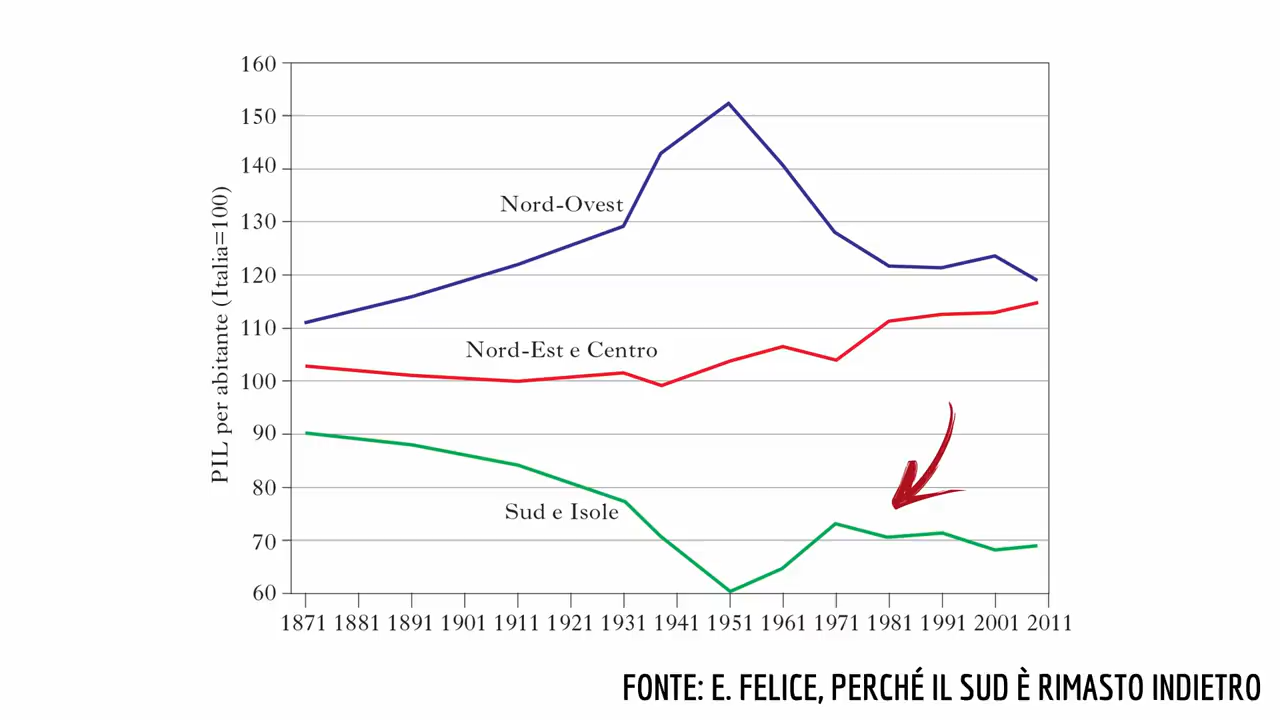 160
150
140
130
120
110
100
90
80
70
60
PIL per abitante (Italia=100)
Nord-Ovest
Nord-Est e Centro
Sud e Isole
1871 1881 1891 1901 1911 1921 1931 1941 1951 1961 1971 1981 1991 2001 2011
FONTE: E. FELICE, PERCHÉ IL SUD È RIMASTO INDIETRO